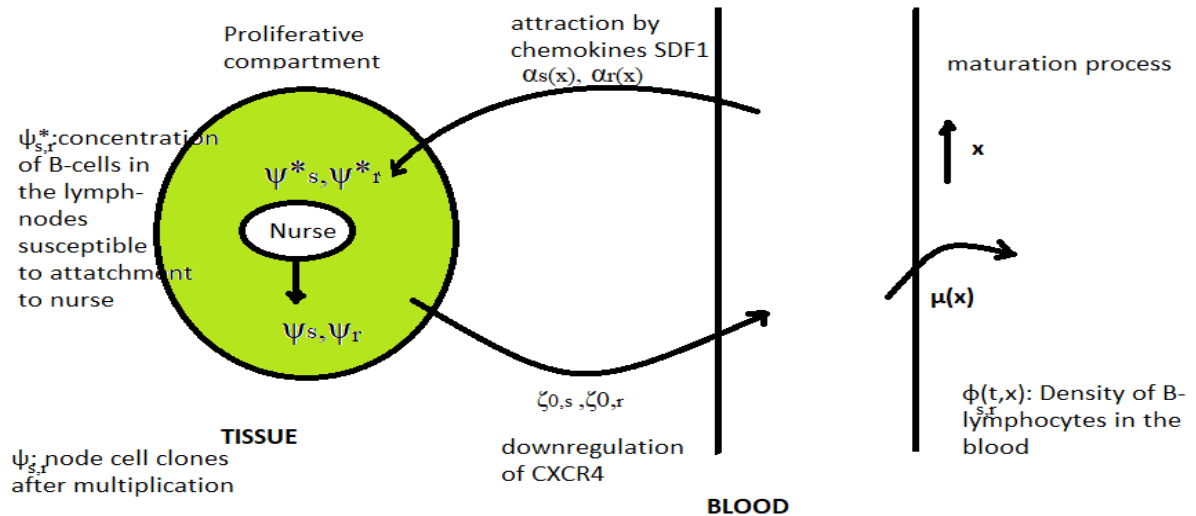 Proliferative
compartment
attraction by
chemokines SDF1
αs(x), αr(x)
maturation process
x
ψ*s,r:concentration
of B-cells in
the lymph-
nodes
susceptible
to attatchment
to nurse
ψ*s,ψ*r
Nurse
ψs,ψr
μ(x)
ζ0,s ,ζ0,r
TISSUE
downregulation
of CXCR4
ϕs,r(t,x): Density of B-
lymphocytes in the
blood
ψs,r: node cell clones
after multiplication
BLOOD